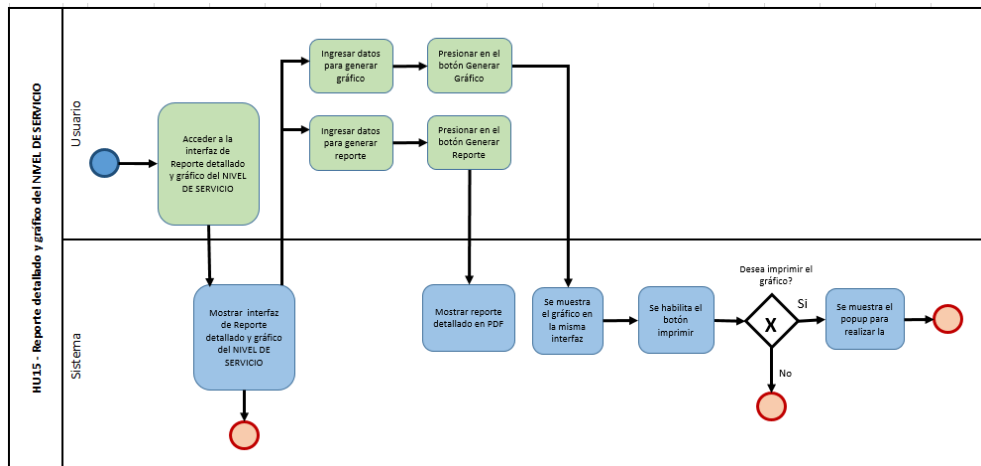 HU15 - Reporte detallado y gráfico del NIVEL DE SERVICIO
Usuario
Acceder a la
interfaz de
Reporte detallado
y gráfico del NIVEL
DE SERVICIO
Ingresar datos
para generar
gráfico
Presionar en el
botón Generar
Gráfico
Ingresar datos
para generar
reporte
Presionar en el
botón Generar
Reporte
Sistema
Mostrar interfaz
de Reporte
detallado y gráfico
del NIVEL DE
SERVICIO
Mostrar reporte
detallado en PDF
Se muestra
el gráfico en
la misma
interfaz
Se habilita el
botón
imprimir
Desea imprimir el
gráfico?
X
Si
No
Se muestra el
popup para
realizar la